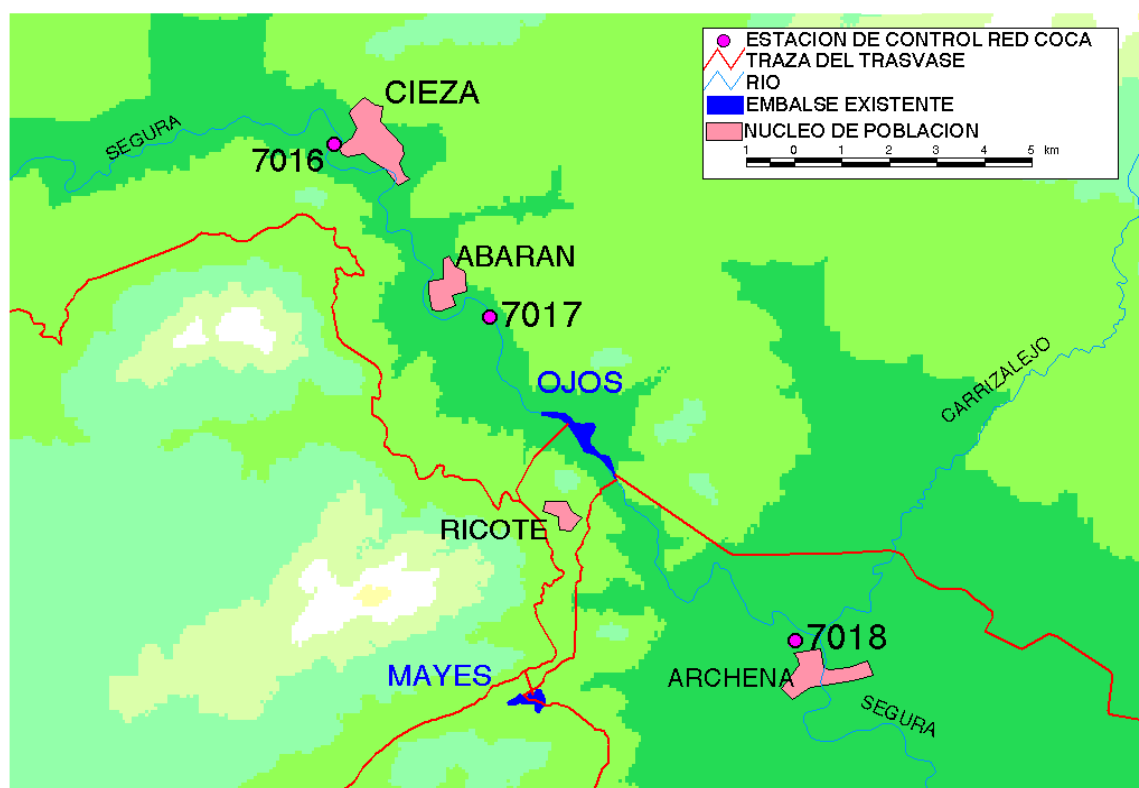 ESTACION DE CONTROL RED COCA
TRAZA DEL TRASVASE
RIO
EMBALSE EXISTENTE
NUCLEO DE POBLACION
1 0 1 2 3 4 5 km
CIEZA
SEGURA
7016
ABARAN
7017
OJOS
CARRIZALEJO
RICOTE
7018
MAYES
ARCHENA
SEGURA